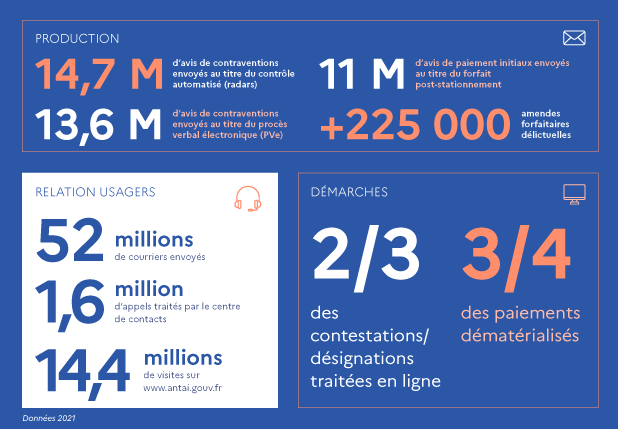 PRODUCTION
14,7 M
d'avis de contraventions
envoyés au titre du contrôle
automatisé (radars)
11 M
d'avis de paiement initiaux envoyés
au titre du forfait
post-stationnement
13,6 M
d'avis de contraventions
envoyés au titre du procès
verbal électronique (PVe)
+225 000
amendes
forfaitaires
délictuelles
RELATION USAGERS
52
millions
de courriers envoyés
1,6
million
d'appels traités par le centre
de contacts
14,4
millions
de visites sur
www.antai.gouv.fr
DÉMARCHES
2/3
des
contestations/
désignations
traitées en ligne
3/4
des paiements
dématérialisés
Données 2021